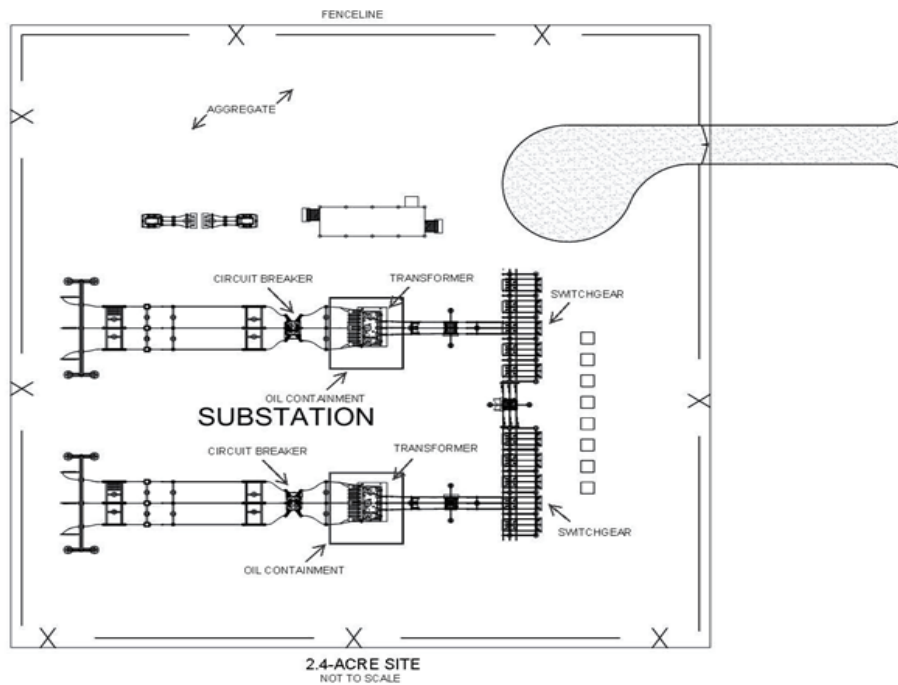 FENCELINE
AGGREGATE
CIRCUIT BREAKER
TRANSFORMER
SWITCHGEAR
OIL CONTAINMENT
SUBSTATION
CIRCUIT BREAKER
TRANSFORMER
SWITCHGEAR
OIL CONTAINMENT
2.4-ACRE SITE
NOT TO SCALE